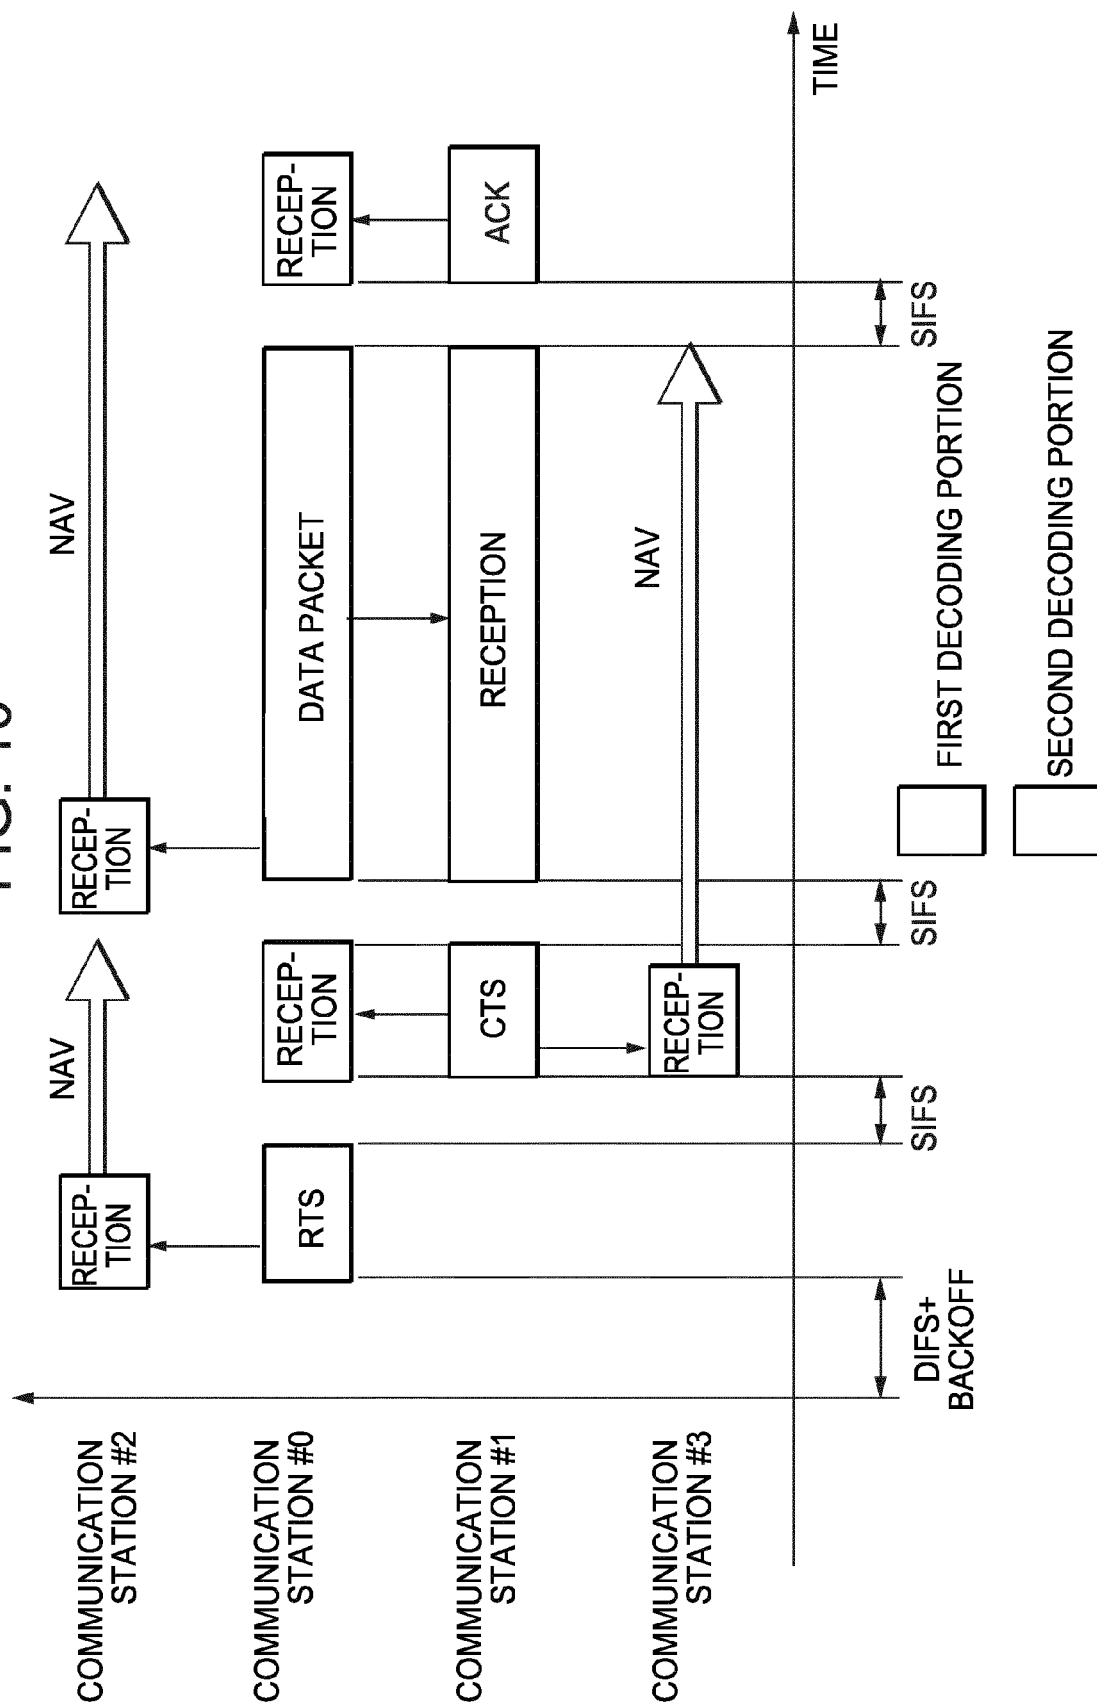 NAV
NAV
COMMUNICATION
STATION #2
RECEP-
TION
RECEP-
TION
COMMUNICATION
STATION #0
RTS
RECEP-
TION
DATA PACKET
RECEP-
TION
COMMUNICATION
STATION #1
CTS
RECEPTION
ACK
COMMUNICATION
STATION #3
RECEP-
TION
NAV
TIME
DIFS+
BACKOFF
SIFS
SIFS
SIFS
FIRST DECODING PORTION
SECOND DECODING PORTION